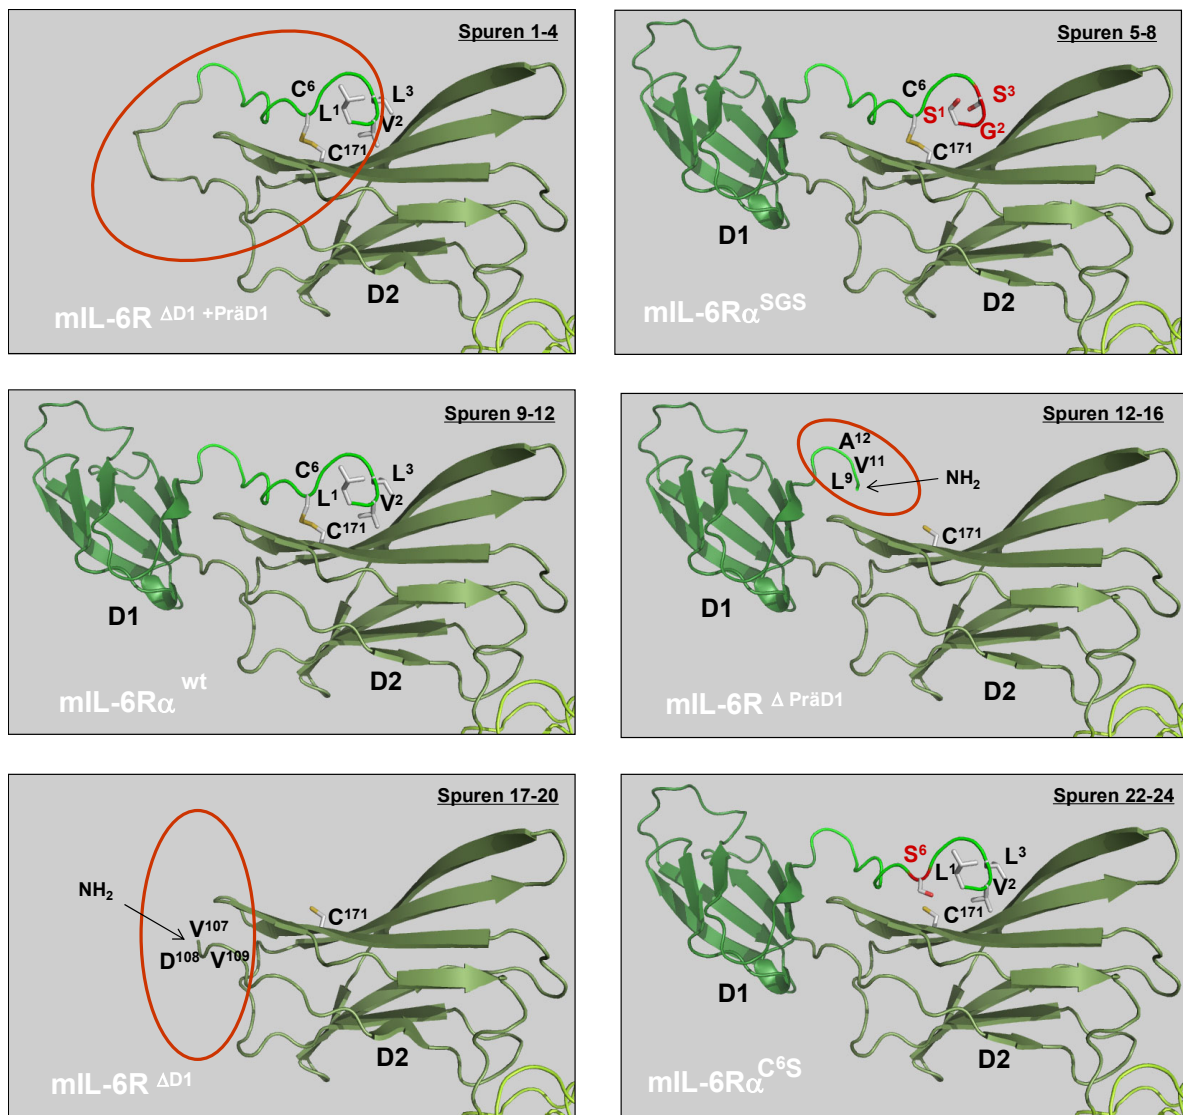 Spuren 1-4
C⁶
L³
L¹
V²
C¹⁷¹
D2
mIL-6R ΔD1 +PräD1
Spuren 5-8
C⁶
S³
S¹
G²
C¹⁷¹
D1
D2
mIL-6Rα SGS
Spuren 9-12
C⁶
L³
L¹
V²
C¹⁷¹
D1
D2
mIL-6Rα wt
Spuren 12-16
A¹²
V¹¹
L⁹
NH₂
C¹⁷¹
D1
D2
mIL-6R Δ PräD1
Spuren 17-20
NH₂
C¹⁷¹
V¹⁰⁷
D¹⁰⁸ V¹⁰⁹
D2
mIL-6R ΔD1
Spuren 22-24
S⁶
L³
L¹
V²
C¹⁷¹
D1
D2
mIL-6Rα C⁶S